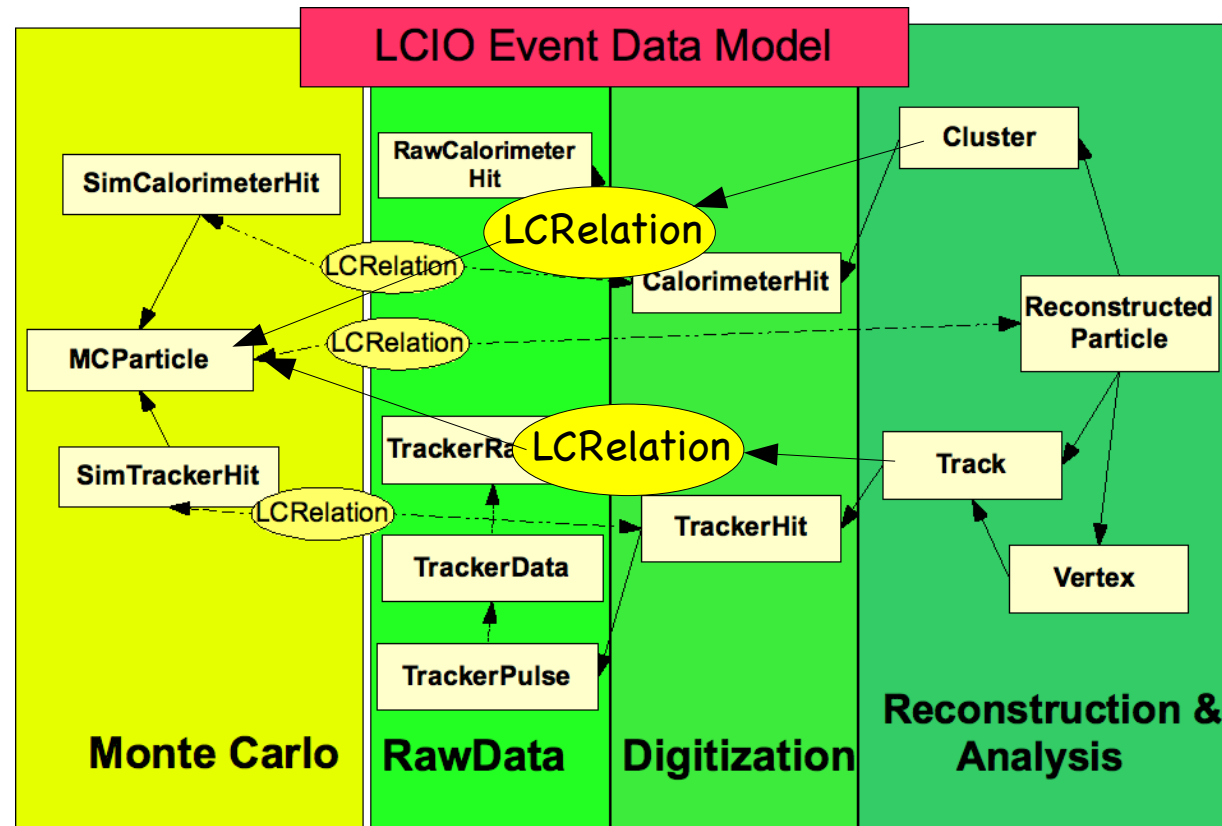 LCIO Event Data Model
SimCalorimeterHit
MCParticle
SimTrackerHit
Monte Carlo
LCRelation
LCRelation
LCRelation
RawCalorimeter
Hit
LCRelation
LCRelation
TrackerRa
TrackerData
TrackerPulse
RawData
CalorimeterHit
TrackerHit
Digitization
Cluster
Reconstructed
Particle
Track
Vertex
Reconstruction &
Analysis